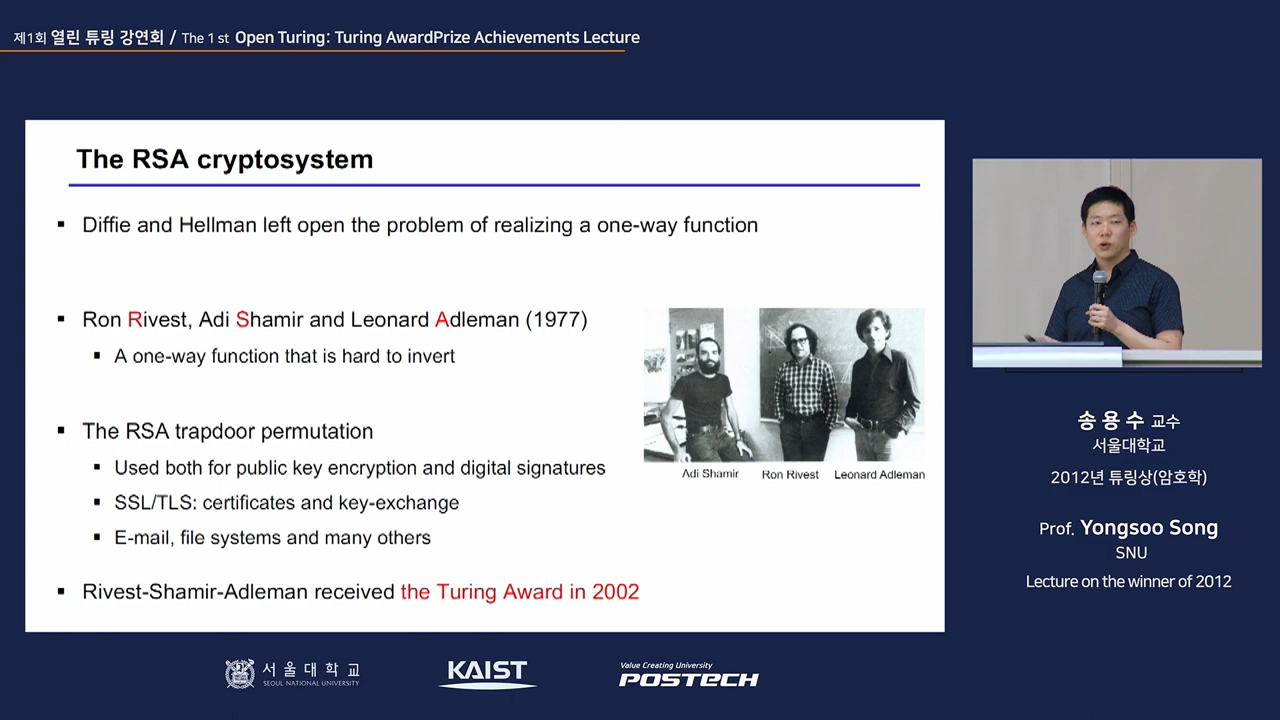 제1회 열린 튜링 강연회 / The 1 st Open Turing: Turing AwardPrize Achievements Lecture
The RSA cryptosystem
▪ Diffie and Hellman left open the problem of realizing a one-way function
▪ Ron Rivest, Adi Shamir and Leonard Adleman (1977)
▪ A one-way function that is hard to invert
▪ The RSA trapdoor permutation
▪ Used both for public key encryption and digital signatures
▪ SSL/TLS: certificates and key-exchange
▪ E-mail, file systems and many others
▪ Rivest-Shamir-Adleman received the Turing Award in 2002
Adi Shamir Ron Rivest Leonard Adleman
송용수 교수
서울대학교
2012년 튜링상(암호학)
Prof. Yongsoo Song
SNU
Lecture on the winner of 2012
서울대학교
SEOUL NATIONAL UNIVERSITY
KAIST
Value Creating University
POSTECH